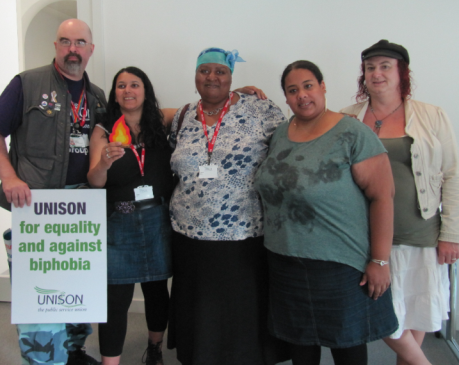 UNISON
for equality
and against
biphobia
UNISON
the public service union